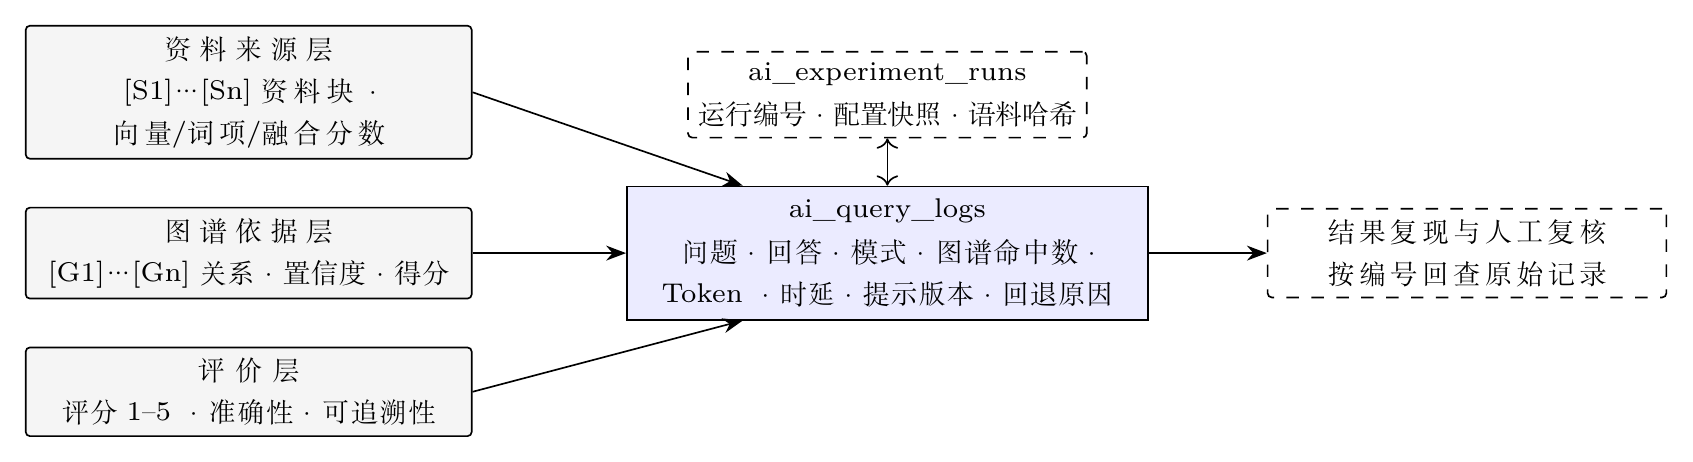 资料来源层
[S1]···[Sn] 资料块 ·
向量/词项/融合分数
图谱依据层
[G1]···[Gn] 关系 · 置信度 · 得分
评价层
评分 1–5 · 准确性 · 可追溯性
ai_experiment_runs
运行编号 · 配置快照 · 语料哈希
ai_query_logs
问题 · 回答 · 模式 · 图谱命中数 ·
Token · 时延 · 提示版本 · 回退原因
结果复现与人工复核
按编号回查原始记录